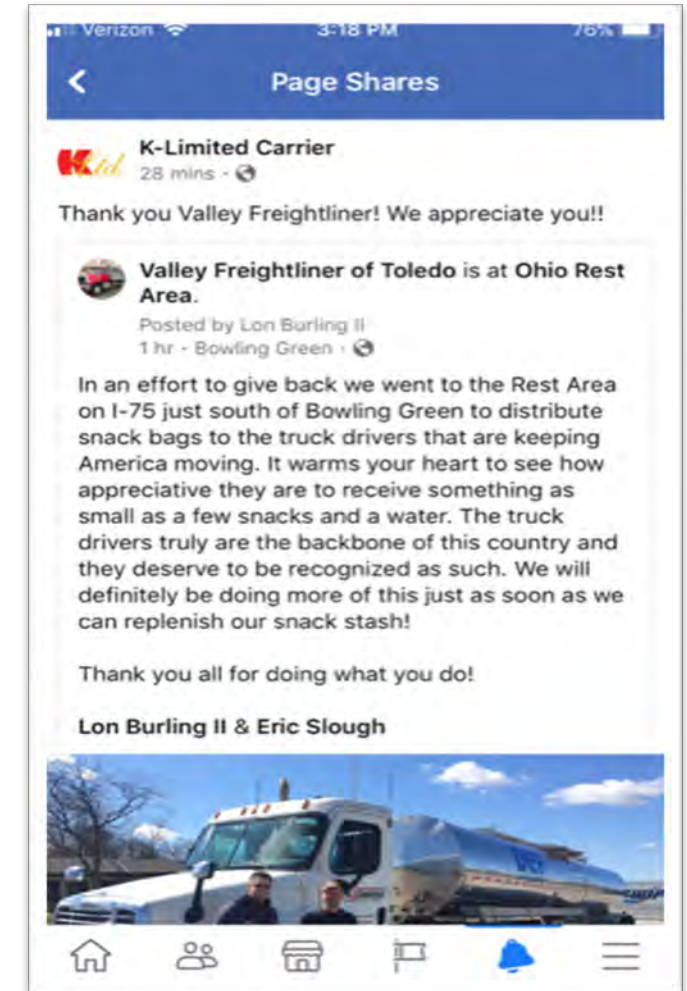 Verizon 3:18 PM 76%
Page Shares
K Ltd.
K-Limited Carrier
28 mins ·
Thank you Valley Freightliner! We appreciate you!!
Valley Freightliner of Toledo is at Ohio Rest
Area.
Posted by Lon Burling II
1 hr · Bowling Green ·
In an effort to give back we went to the Rest Area
on I-75 just south of Bowling Green to distribute
snack bags to the truck drivers that are keeping
America moving. It warms your heart to see how
appreciative they are to receive something as
small as a few snacks and a water. The truck
drivers truly are the backbone of this country and
they deserve to be recognized as such. We will
definitely be doing more of this just as soon as we
can replenish our snack stash!
Thank you all for doing what you do!
Lon Burling II & Eric Slough